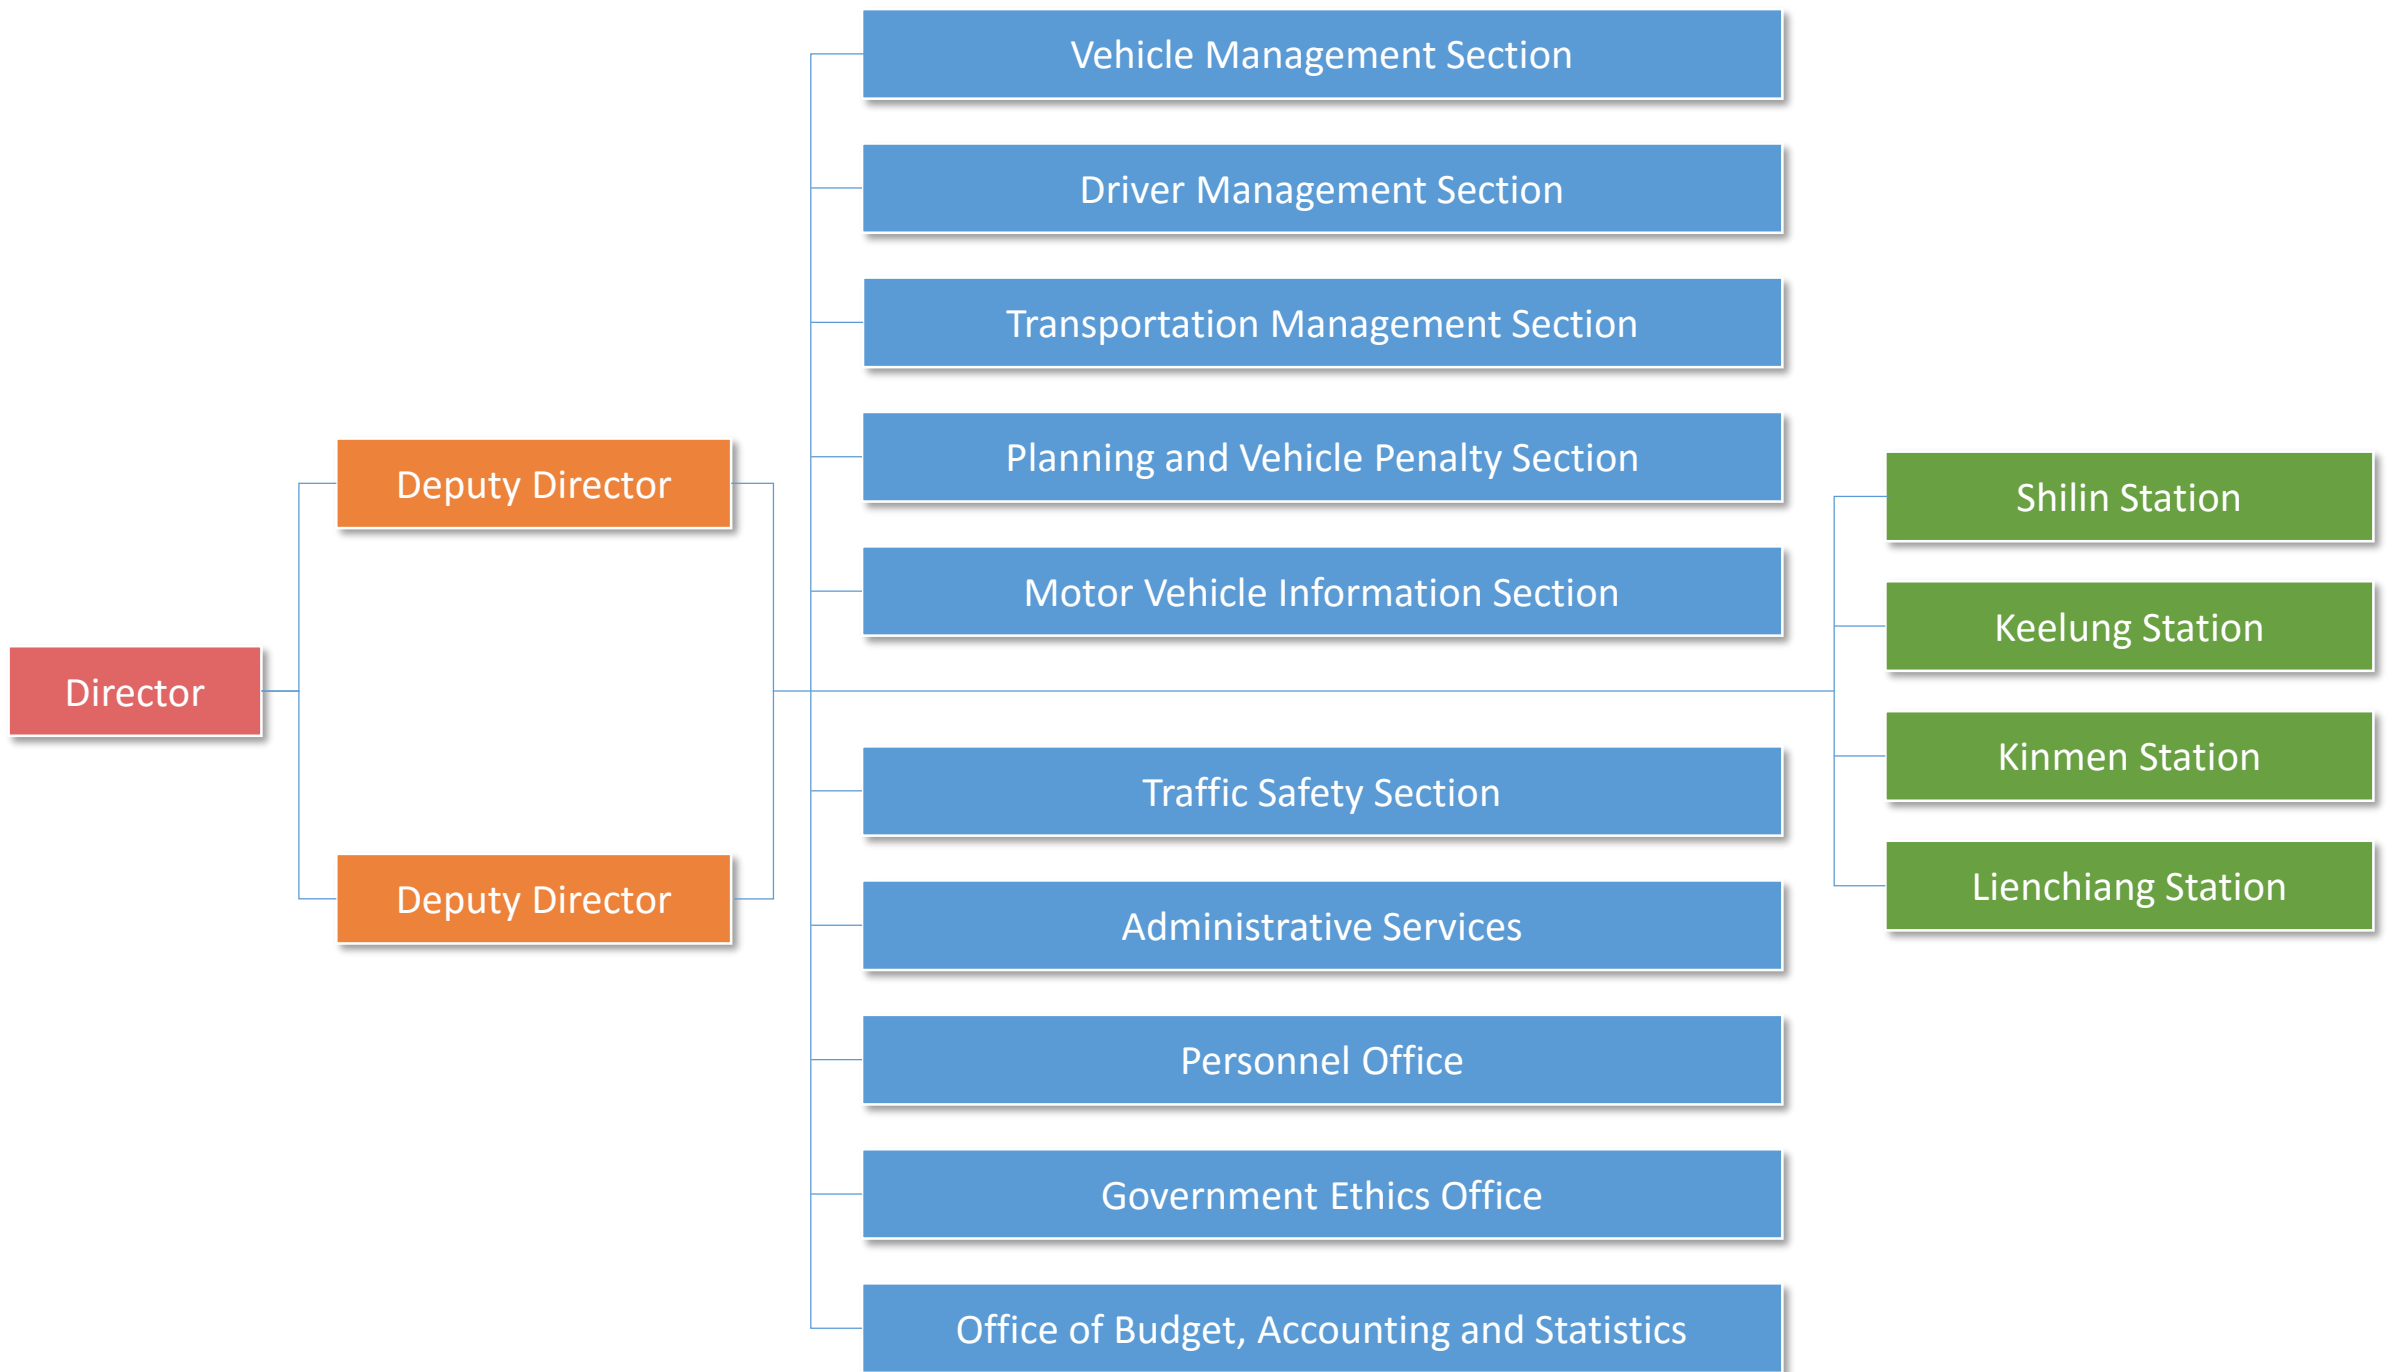 Director
Deputy Director
Deputy Director
Vehicle Management Section
Driver Management Section
Transportation Management Section
Planning and Vehicle Penalty Section
Motor Vehicle Information Section
Traffic Safety Section
Administrative Services
Personnel Office
Government Ethics Office
Office of Budget, Accounting and Statistics
Shilin Station
Keelung Station
Kinmen Station
Lienchiang Station